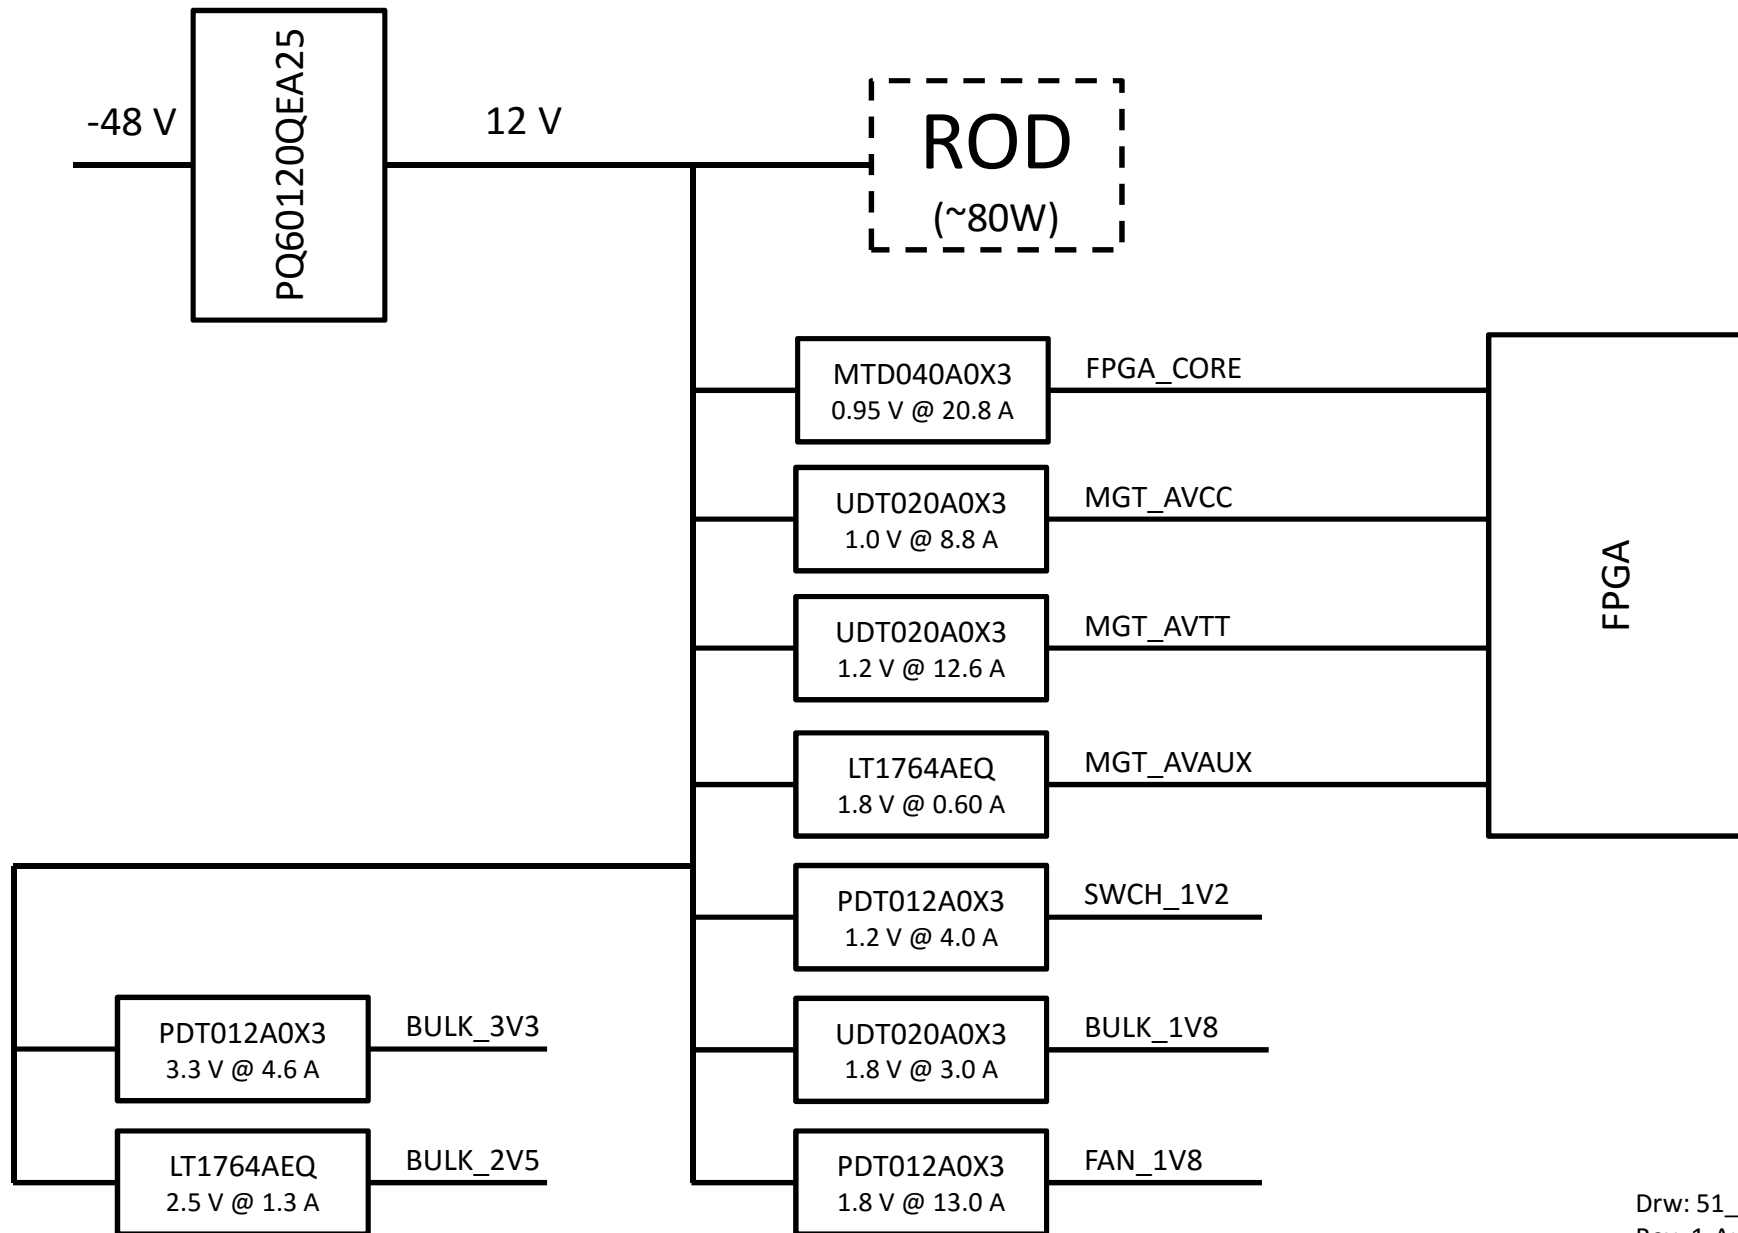 -48 V
PQ60120QEA25
12 V
ROD
(~80W)
MTD040A0X3
0.95 V @ 20.8 A
FPGA_CORE
UDT020A0X3
1.0 V @ 8.8 A
MGT_AVCC
UDT020A0X3
1.2 V @ 12.6 A
MGT_AVTT
LT1764AEQ
1.8 V @ 0.60 A
MGT_AVAUX
FPGA
PDT012A0X3
1.2 V @ 4.0 A
SWCH_1V2
PDT012A0X3
3.3 V @ 4.6 A
BULK_3V3
UDT020A0X3
1.8 V @ 3.0 A
BULK_1V8
LT1764AEQ
2.5 V @ 1.3 A
BULK_2V5
PDT012A0X3
1.8 V @ 13.0 A
FAN_1V8
Drw: 51_